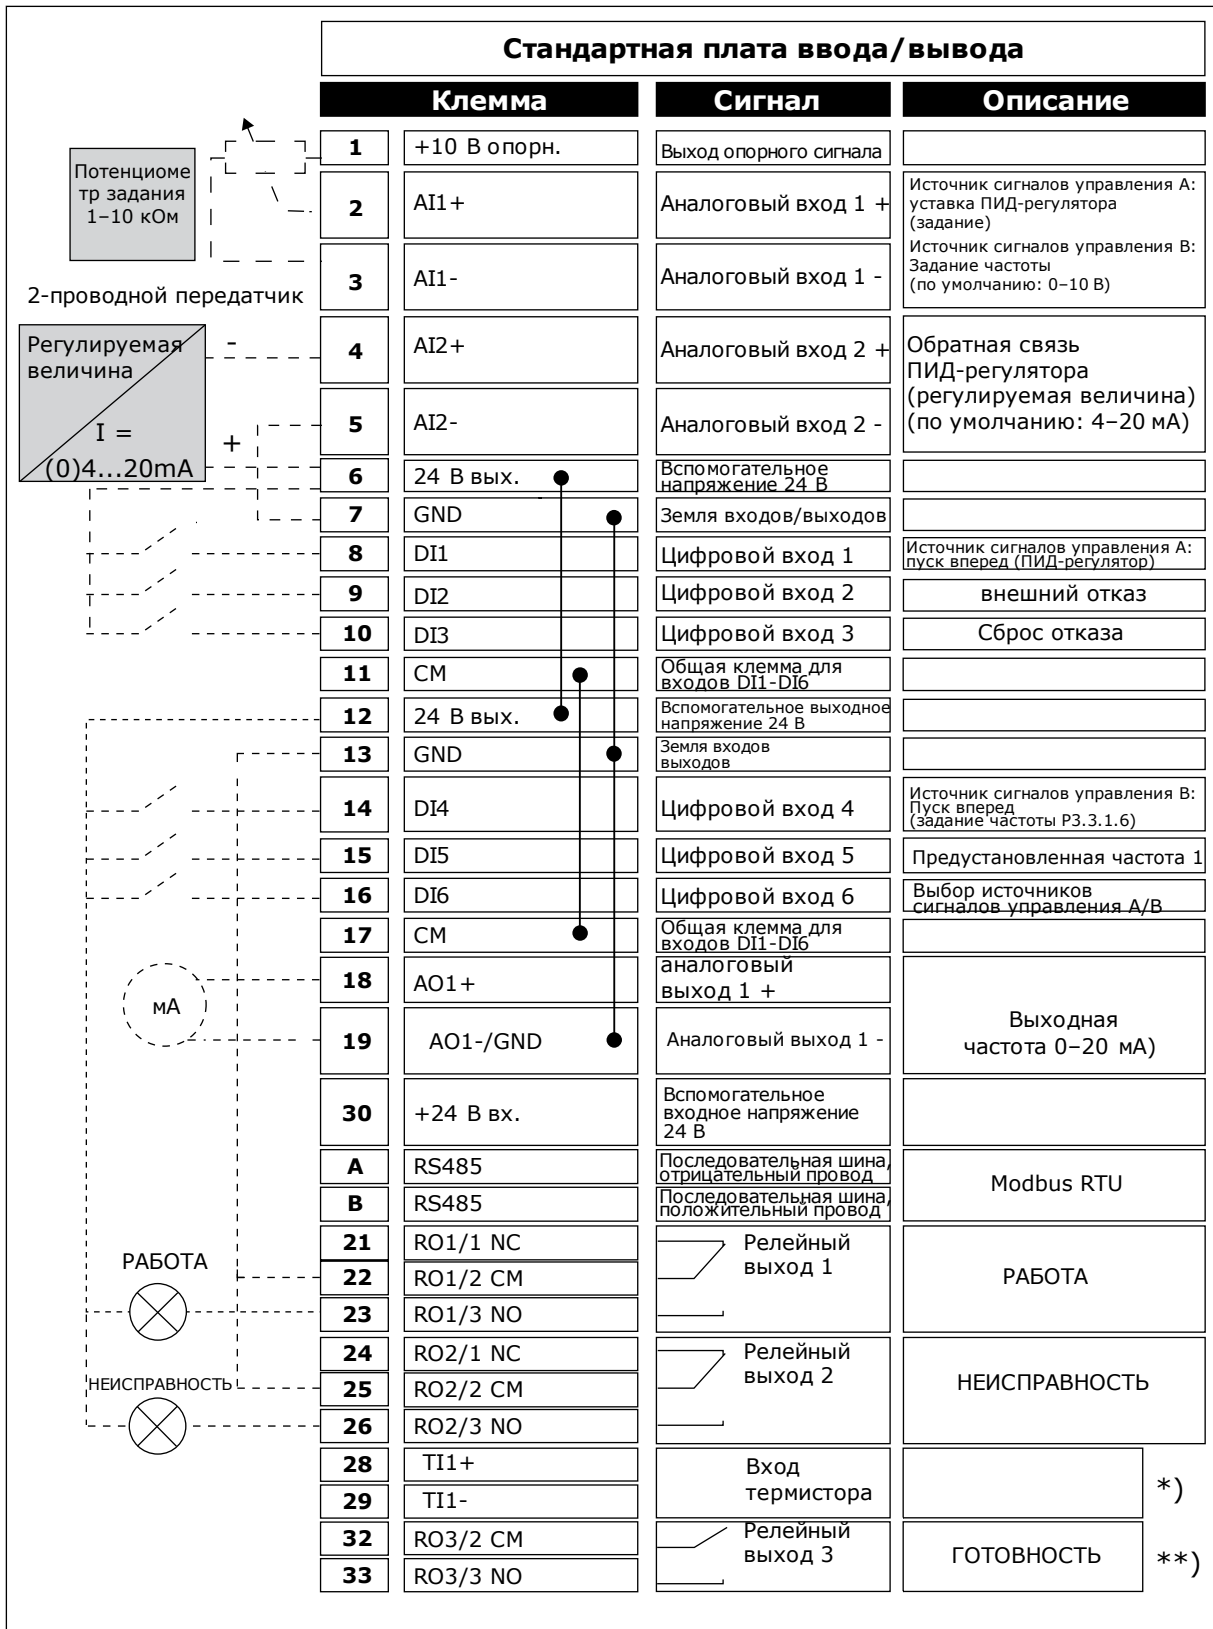 Стандартная плата ввода/вывода
Клемма
Сигнал
Описание
Потенциоме
тр задания
1–10 кОм
2-проводной передатчик
Регулируемая
величина
I =
(0)4...20mA
-
+
1
+10 В опорн.
Выход опорного сигнала
2
AI1+
Аналоговый вход 1 +
Источник сигналов управления A:
уставка ПИД-регулятора
(задание)
Источник сигналов управления B:
Задание частоты
(по умолчанию: 0–10 В)
3
AI1-
Аналоговый вход 1 -
4
AI2+
Аналоговый вход 2 +
Обратная связь
ПИД-регулятора
(регулируемая величина)
(по умолчанию: 4–20 мА)
5
AI2-
Аналоговый вход 2 -
6
24 В вых.
Вспомогательное
напряжение 24 В
7
GND
Земля входов/выходов
8
DI1
Цифровой вход 1
Источник сигналов управления A:
пуск вперед (ПИД-регулятор)
9
DI2
Цифровой вход 2
внешний отказ
10
DI3
Цифровой вход 3
Сброс отказа
11
CM
Общая клемма для
входов DI1-DI6
12
24 В вых.
Вспомогательное выходное
напряжение 24 В
13
GND
Земля входов
выходов
14
DI4
Цифровой вход 4
Источник сигналов управления B:
Пуск вперед
(задание частоты P3.3.1.6)
15
DI5
Цифровой вход 5
Предустановленная частота 1
16
DI6
Цифровой вход 6
Выбор источников
сигналов управления A/B
17
CM
Общая клемма для
входов DI1-DI6
18
AO1+
аналоговый
выход 1 +
мА
Выходная
частота 0–20 мА)
19
AO1-/GND
Аналоговый выход 1 -
30
+24 В вх.
Вспомогательное
входное напряжение
24 В
A
RS485
Последовательная шина,
отрицательный провод
Modbus RTU
B
RS485
Последовательная шина,
положительный провод
21
RO1/1 NC
Релейный
выход 1
РАБОТА
22
RO1/2 CM
РАБОТА
23
RO1/3 NO
24
RO2/1 NC
Релейный
выход 2
НЕИСПРАВНОСТЬ
25
RO2/2 CM
НЕИСПРАВНОСТЬ
26
RO2/3 NO
28
TI1+
Вход
термистора
*)
29
TI1-
32
RO3/2 CM
Релейный
выход 3
ГОТОВНОСТЬ
**)
33
RO3/3 NO